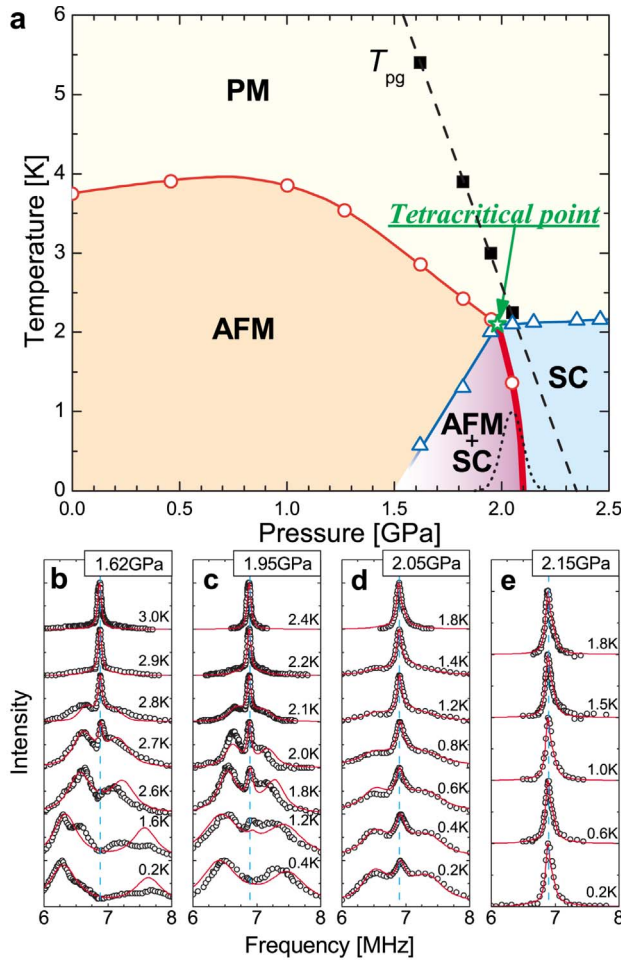 a
6
5
4
3
2
1
0
Temperature [K]
PM
Tpg
Tetracritical point
AFM
SC
AFM
+
SC
0.0 0.5 1.0 1.5 2.0 2.5
Pressure [GPa]
b 1.62GPa
3.0K
2.9K
2.8K
2.7K
2.6K
1.6K
0.2K
6 7 8
c 1.95GPa
2.4K
2.2K
2.1K
2.0K
1.8K
1.2K
0.4K
6 7 8
d 2.05GPa
1.8K
1.4K
1.2K
0.8K
0.6K
0.4K
0.2K
6 7 8
e 2.15GPa
1.8K
1.5K
1.0K
0.6K
0.2K
6 7 8
Intensity
Frequency [MHz]